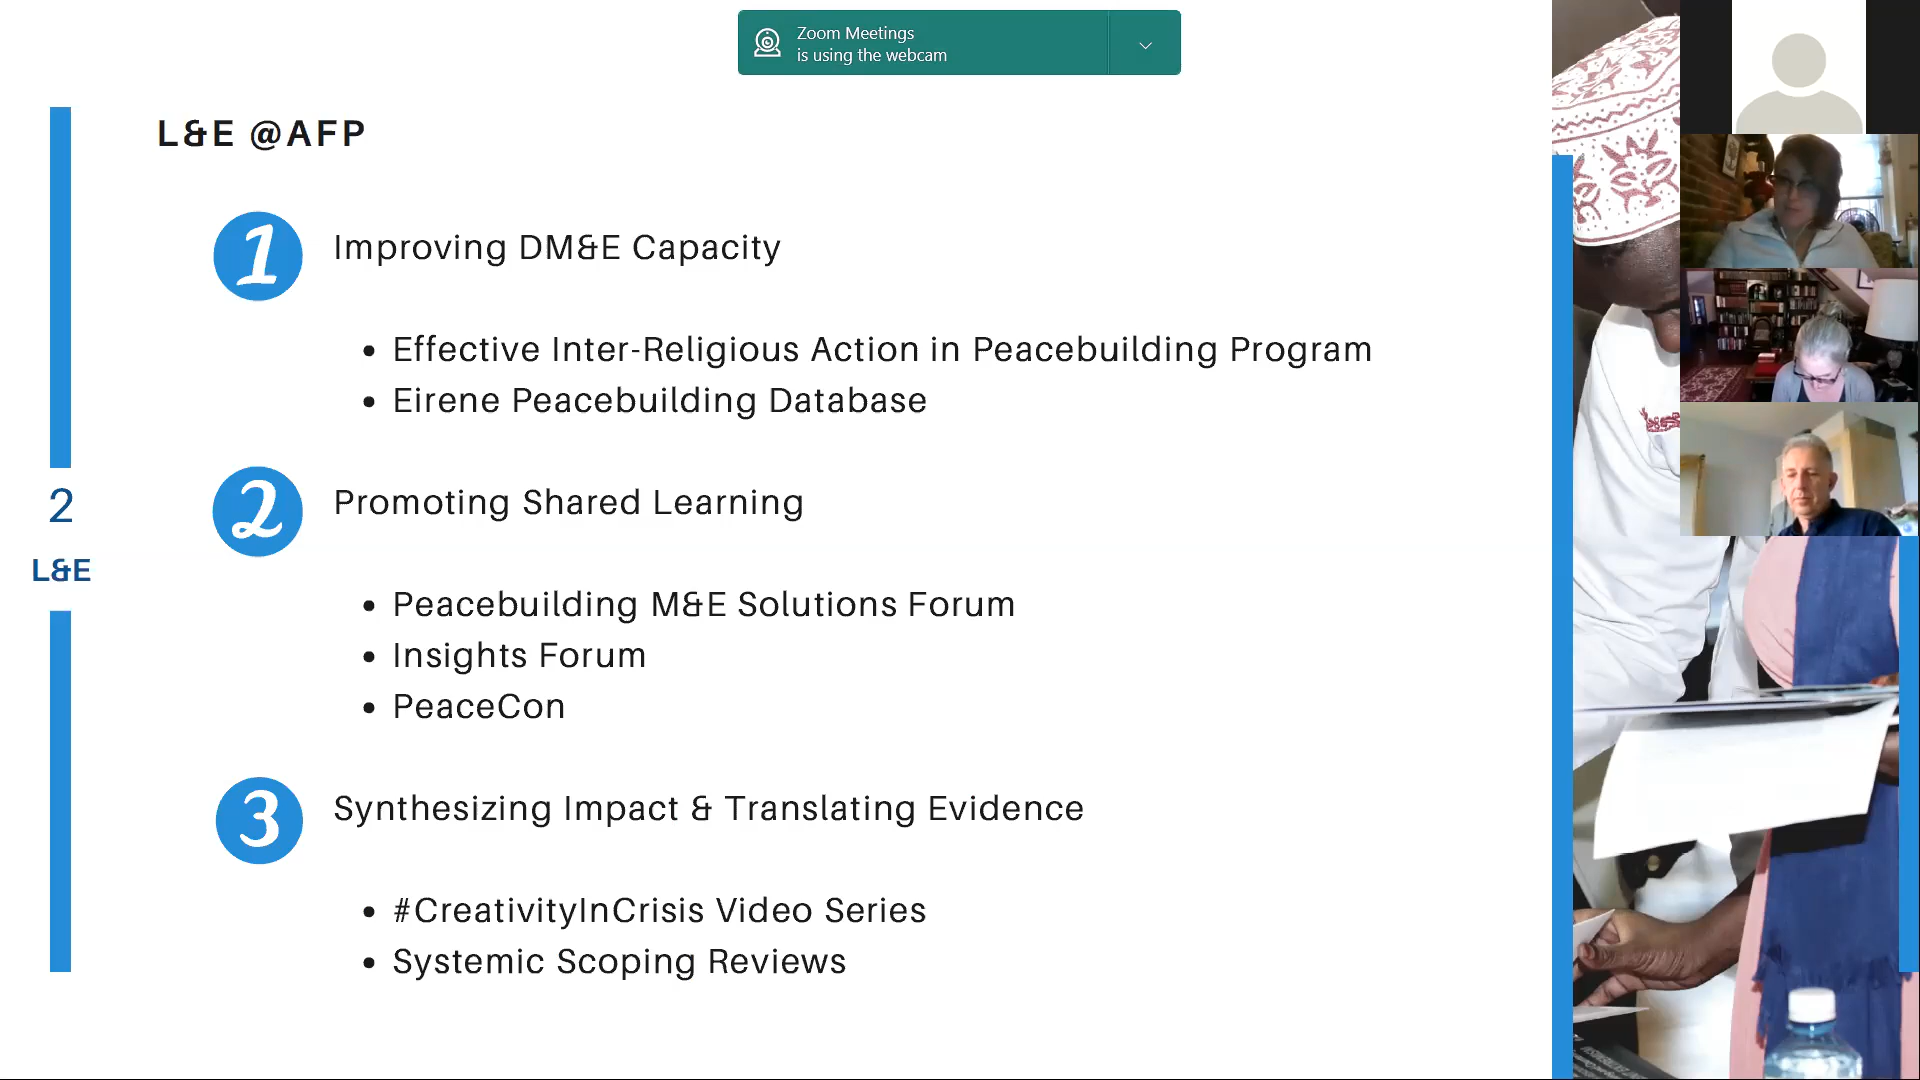 Zoom Meetings
is using the webcam
L&E @AFP
1
Improving DM&E Capacity
• Effective Inter-Religious Action in Peacebuilding Program
• Eirene Peacebuilding Database
2
L&E
2
Promoting Shared Learning
• Peacebuilding M&E Solutions Forum
• Insights Forum
• PeaceCon
3
Synthesizing Impact & Translating Evidence
• #CreativityInCrisis Video Series
• Systemic Scoping Reviews